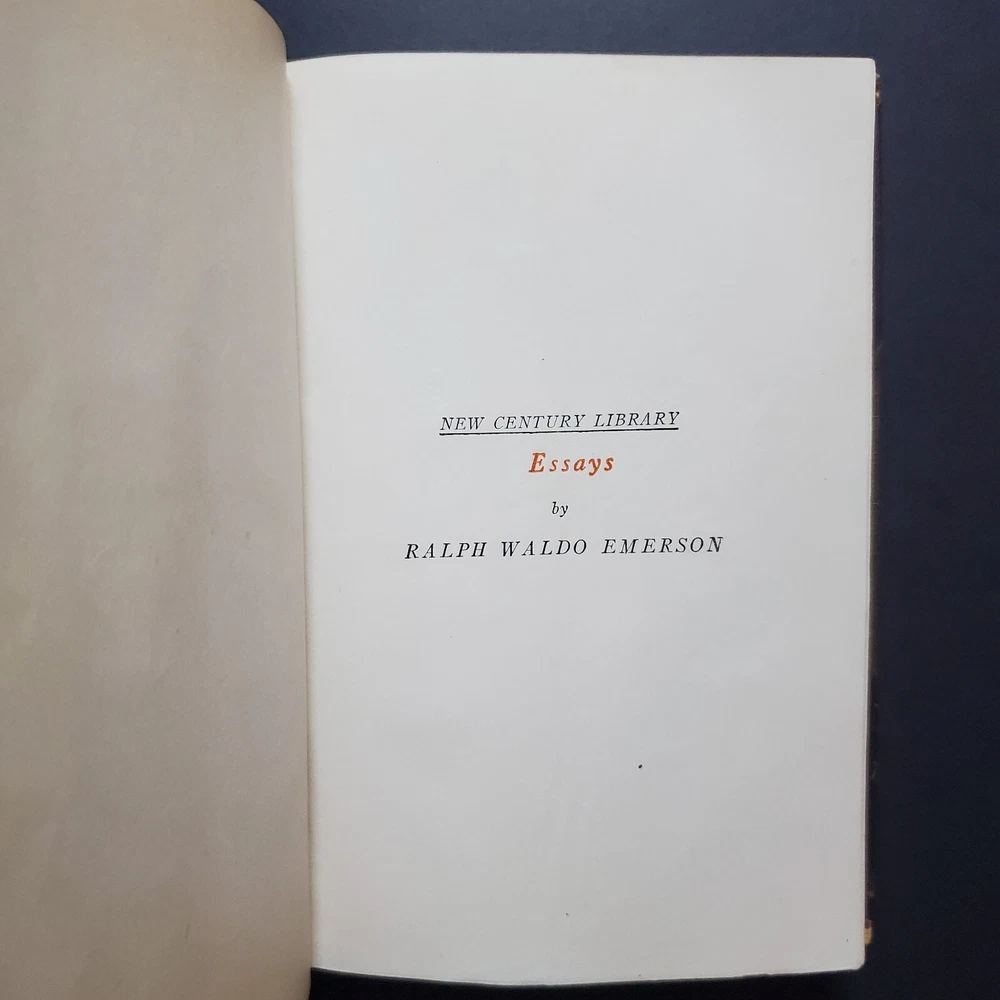 NEW CENTURY LIBRARY
Essays
by
RALPH WALDO EMERSON